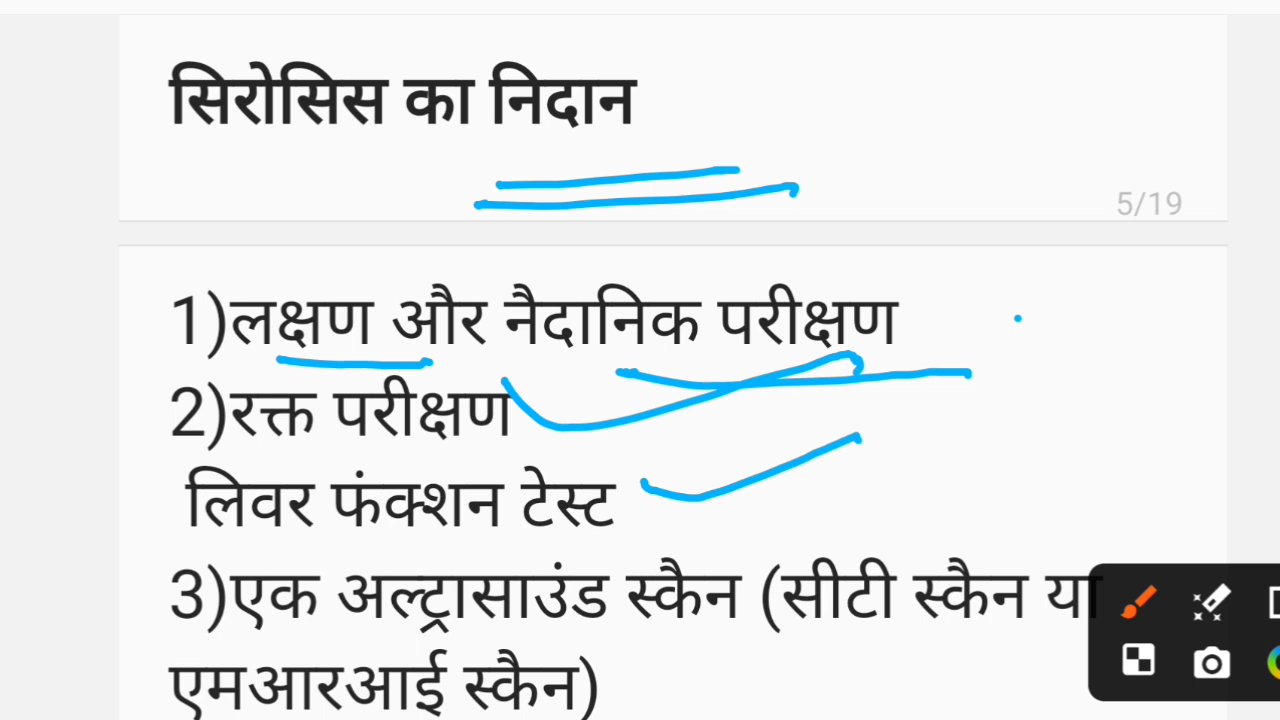 सिरोसिस का निदान
5/19
1)लक्षण और नैदानिक परीक्षण
2)रक्त परीक्षण
लिवर फंक्शन टेस्ट
3)एक अल्ट्रासाउंड स्कैन (सीटी स्कैन या
एमआरआई स्कैन)